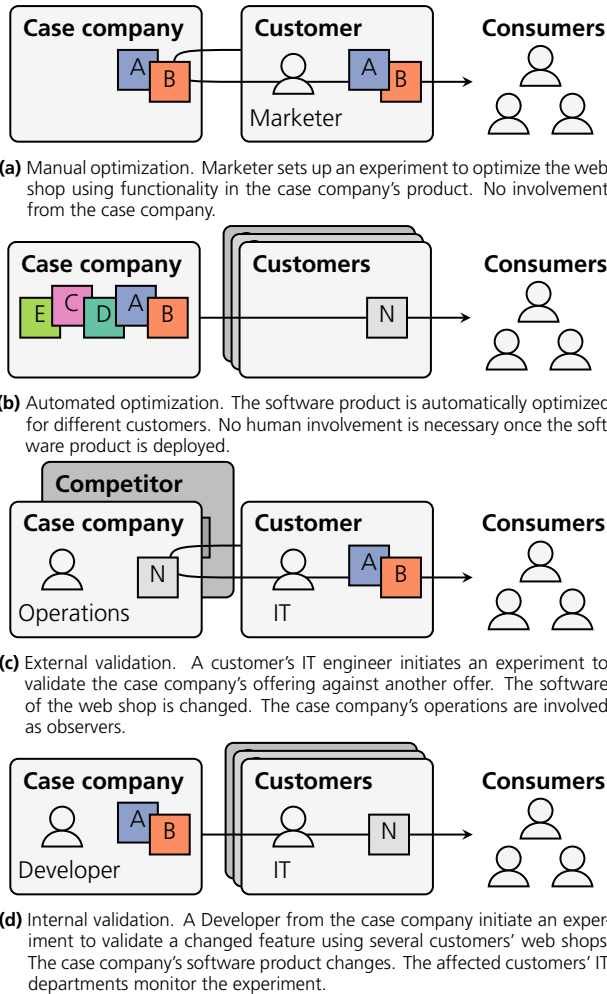 Case company Customer Consumers
A B A B
Marketer
(a) Manual optimization. Marketer sets up an experiment to optimize the web
shop using functionality in the case company's product. No involvement
from the case company.
Case company Customers Consumers
E C D A B N
(b) Automated optimization. The software product is automatically optimized
for different customers. No human involvement is necessary once the soft
ware product is deployed.
Competitor
Case company Customer Consumers
N A B
Operations IT
(c) External validation. A customer's IT engineer initiates an experiment to
validate the case company's offering against another offer. The software
of the web shop is changed. The case company's operations are involved
as observers.
Case company Customers Consumers
A B N
Developer IT
(d) Internal validation. A Developer from the case company initiate an exper-
iment to validate a changed feature using several customers' web shops
The case company's software product changes. The affected customers' IT
departments monitor the experiment.